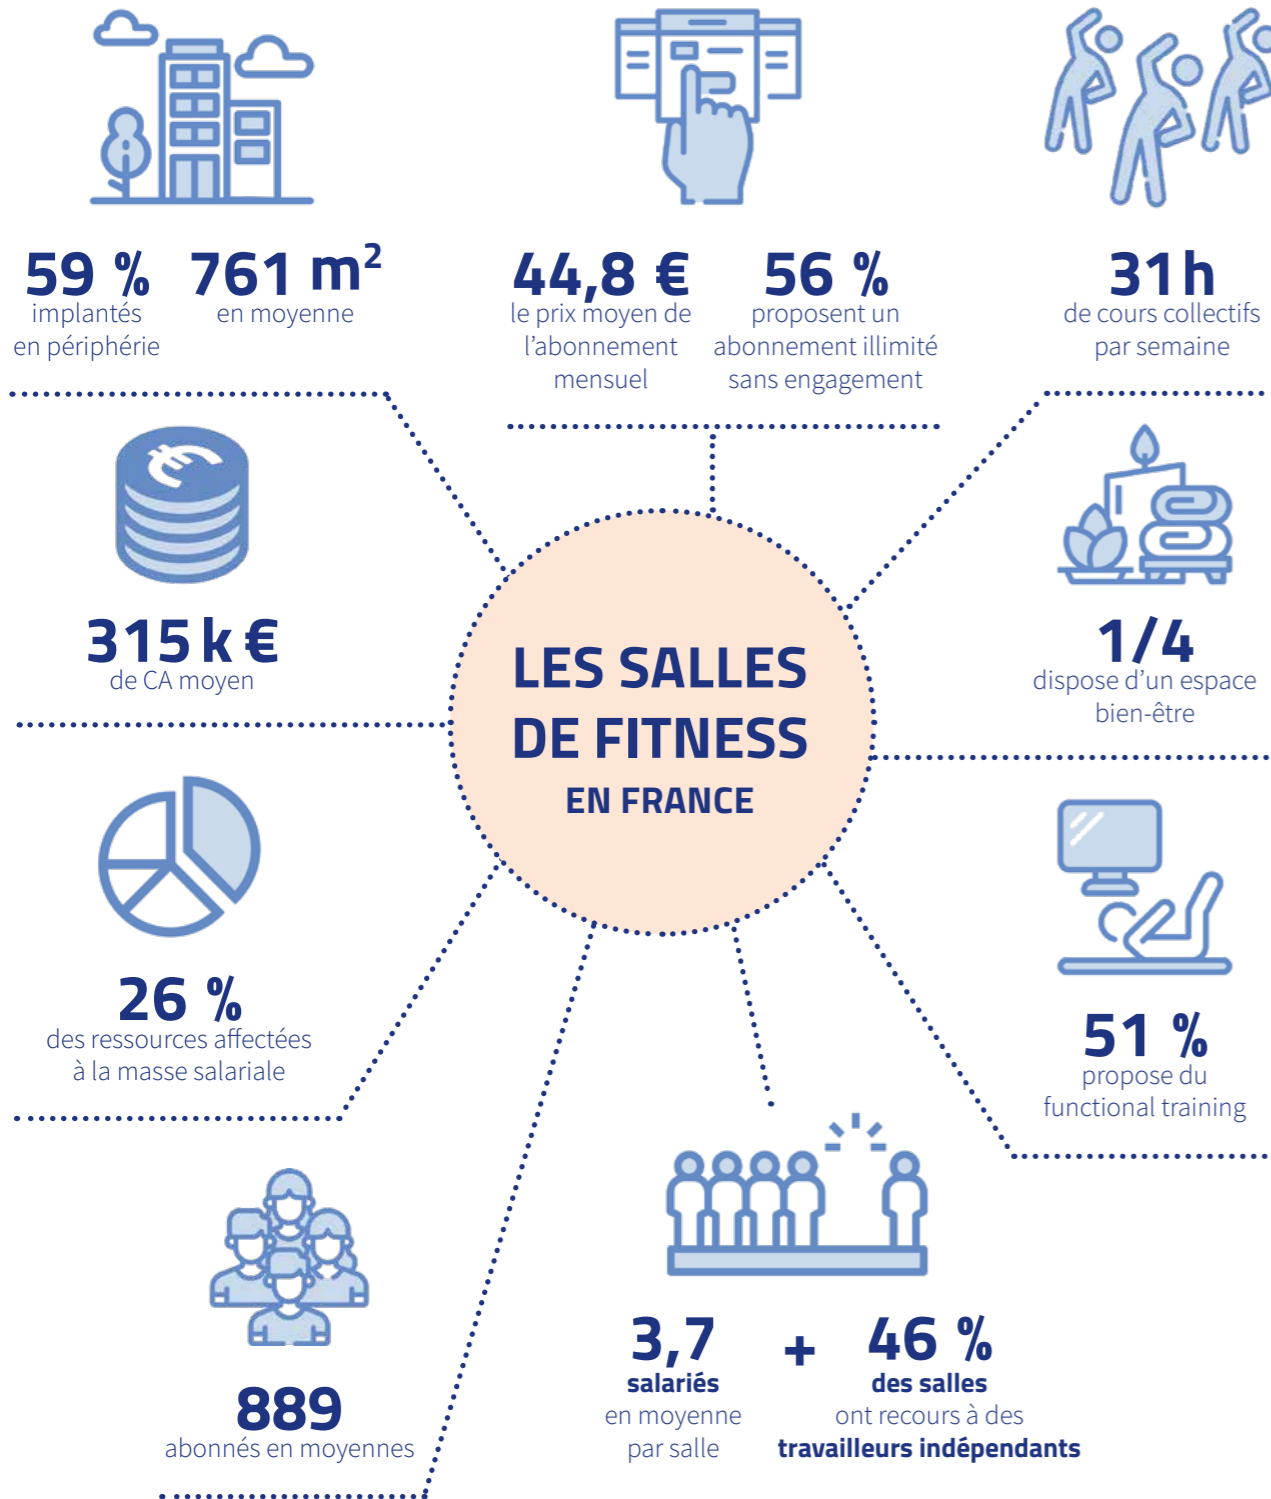 59 %
implantés
en périphérie
761 m²
en moyenne
44,8 €
le prix moyen de
l'abonnement
mensuel
56 %
proposent un
abonnement illimité
sans engagement
31h
de cours collectifs
par semaine
315 k €
de CA moyen
LES SALLES
DE FITNESS
EN FRANCE
1/4
dispose d'un espace
bien-être
26 %
des ressources affectées
à la masse salariale
51 %
propose du
functional training
889
abonnés en moyennes
3,7
salariés
en moyenne
par salle
+
46 %
des salles
ont recours à des
travailleurs indépendants